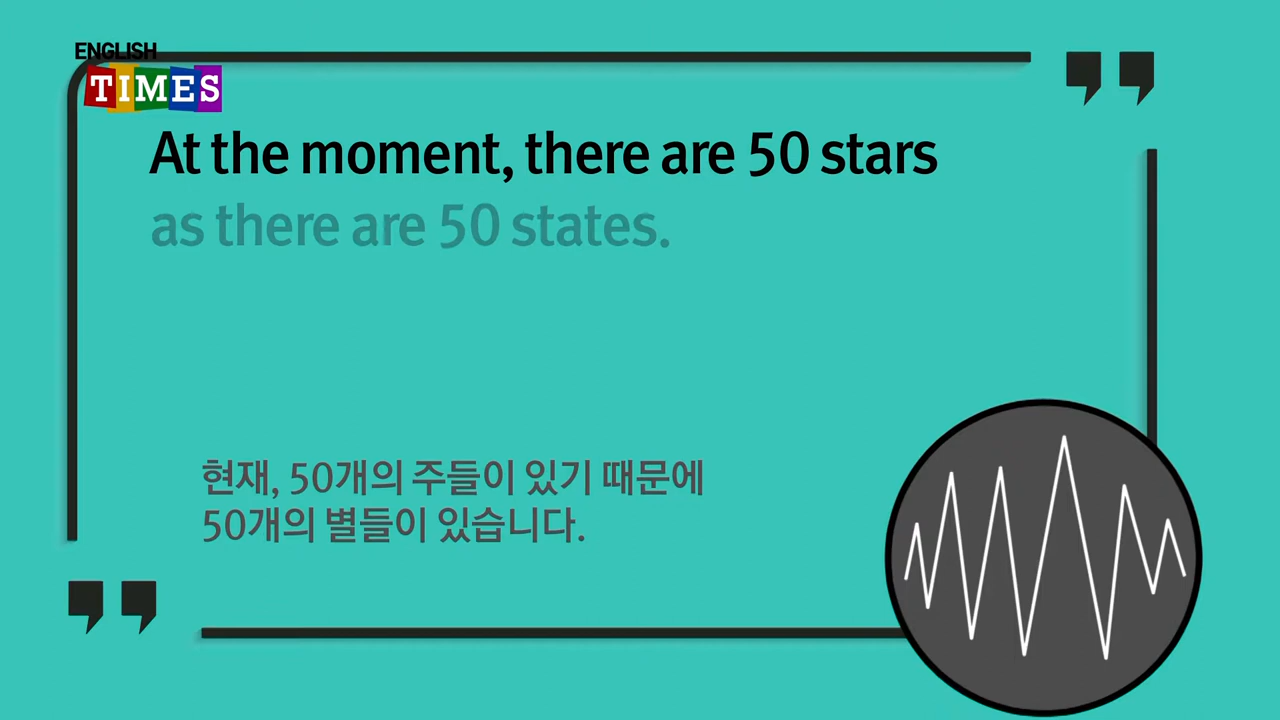 ENGLISH
TIMES
At the moment, there are 50 stars
as there are 50 states.
현재, 50개의 주들이 있기 때문에
50개의 별들이 있습니다.